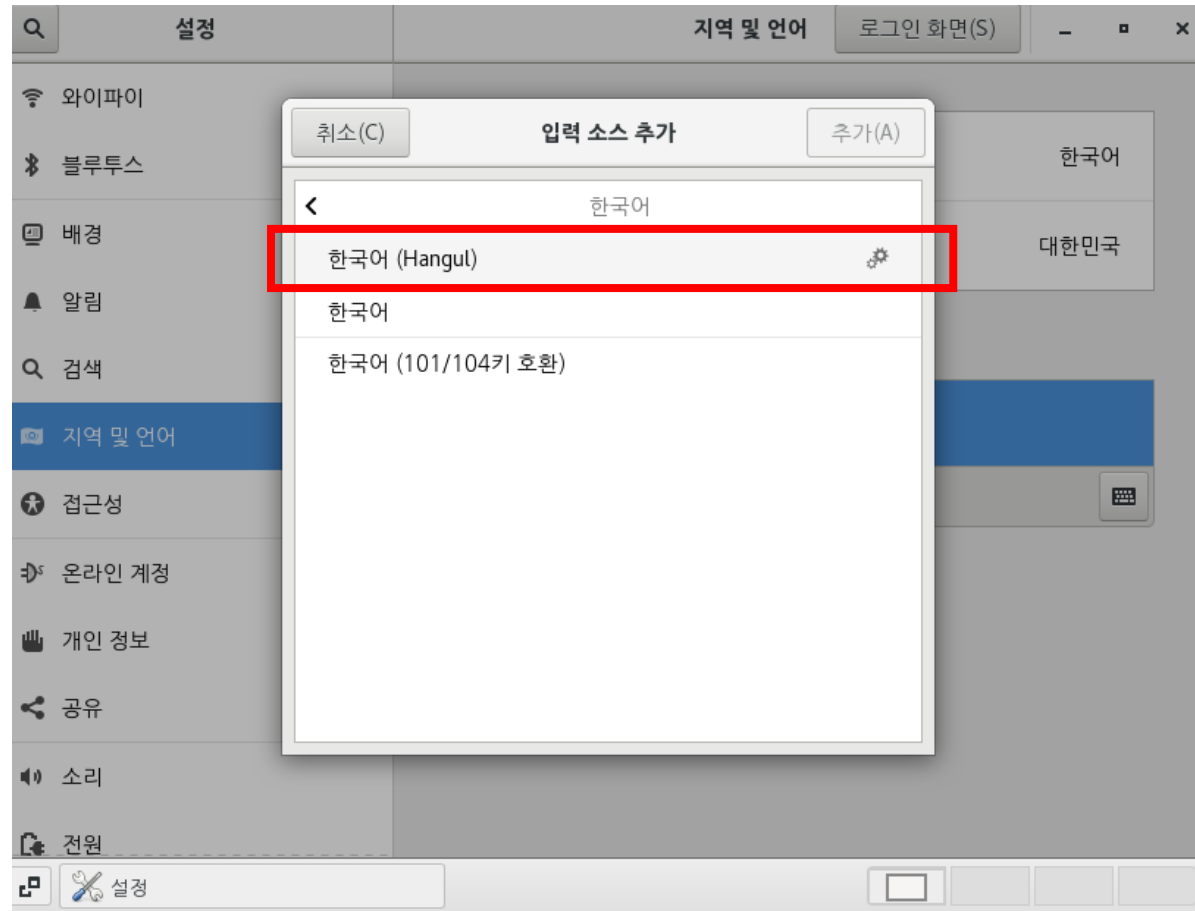 설정
지역 및 언어
로그인 화면(S)
와이파이
블루투스
배경
알림
검색
지역 및 언어
접근성
온라인 계정
개인 정보
공유
소리
전원
취소(C)
입력 소스 추가
추가(A)
한국어
한국어 (Hangul)
한국어
한국어 (101/104키 호환)
한국어
대한민국
설정